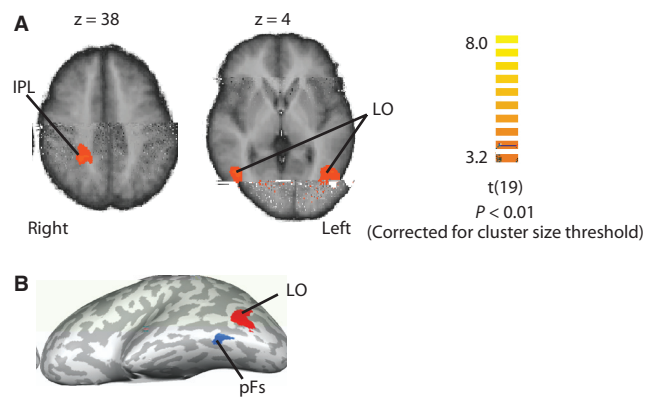 A
z = 38
z = 4
IPL
LO
8.0
3.2
t(19)
P < 0.01
(Corrected for cluster size threshold)
Right
Left
B
LO
pFs